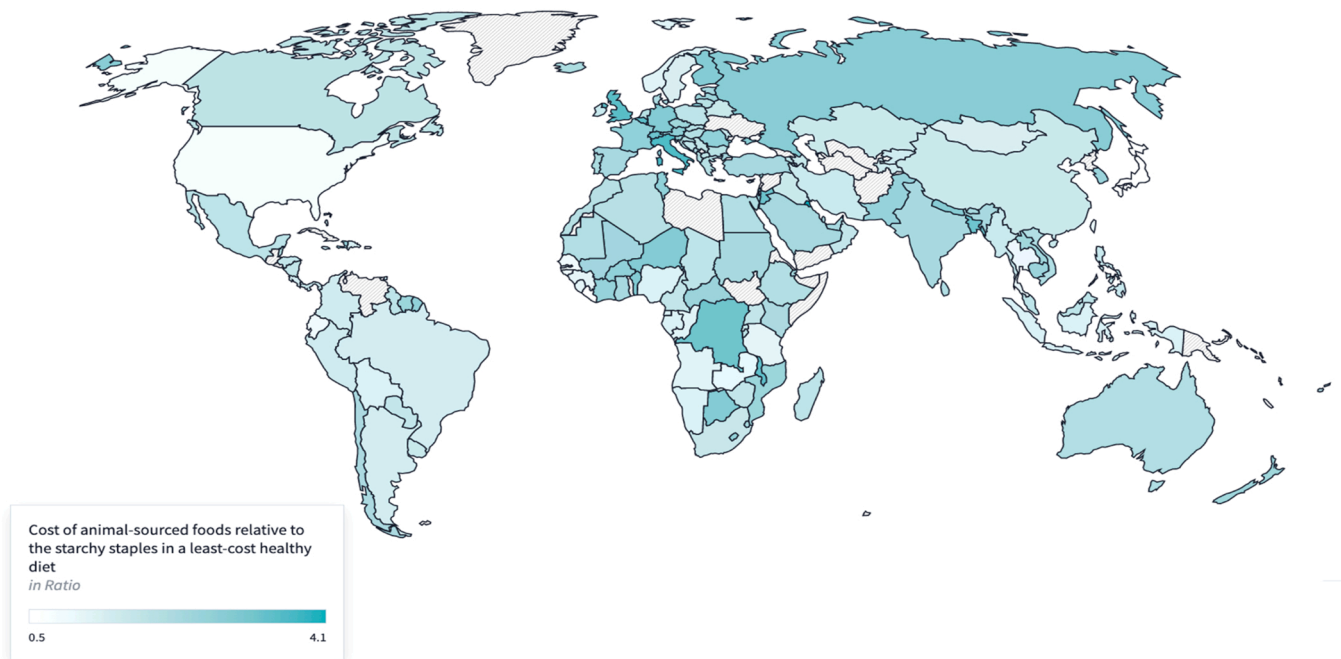 Cost of animal-sourced foods relative to
the starchy staples in a least-cost healthy
diet
in Ratio
0.5 4.1